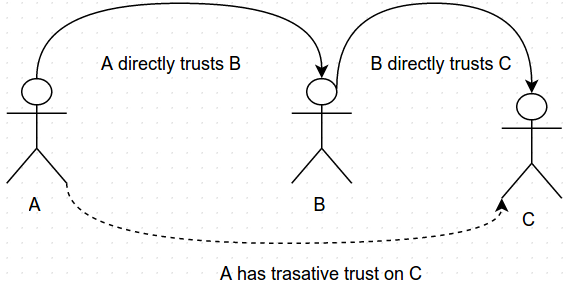 A directly trusts B
B directly trusts C
A
B
C
A has trasative trust on C